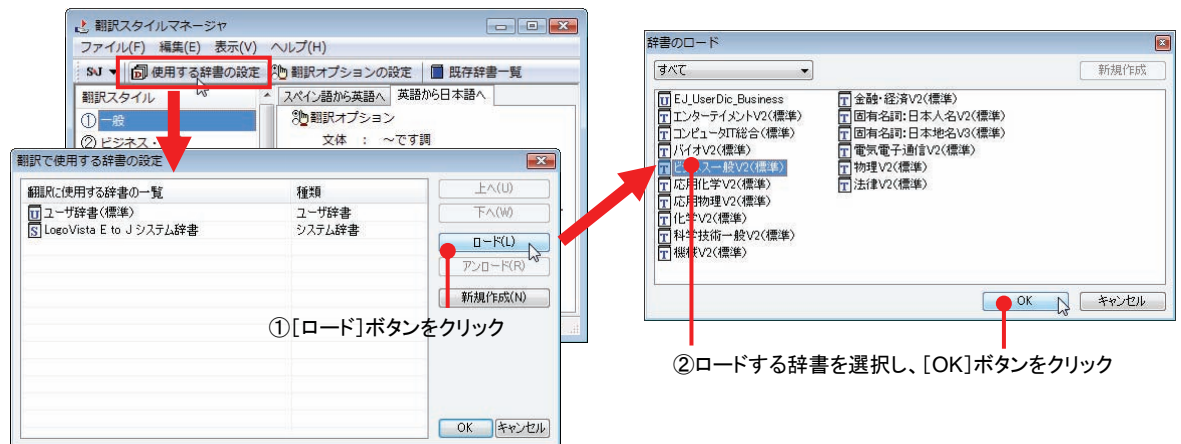 翻訳スタイルマネージャ
ファイル(F) 編集(E) 表示(V) ヘルプ(H)
使用する辞書の設定 翻訳オプションの設定 既存辞書一覧
翻訳スタイル
スペイン語から英語へ 英語から日本語へ
① 一般
翻訳オプション
② ビジネス・
文体 : ～です調
翻訳で使用する辞書の設定
翻訳に使用する辞書の一覧 種類
ユーザ辞書(標準) ユーザ辞書
LogoVista E to J システム辞書 システム辞書
上へ(U)
下へ(W)
ロード(L)
アンロード(R)
新規作成(N)
①[ロード]ボタンをクリック
OK キャンセル
辞書のロード
すべて 新規作成
EJ_UserDic_Business
エンターテイメントV2(標準)
コンピュータIT総合(標準)
バイオV2(標準)
ビジネス一般V2(標準)
応用化学V2(標準)
応用物理V2(標準)
化学V2(標準)
科学技術一般V2(標準)
機械V2(標準)
金融・経済V2(標準)
固有名詞:日本人名V2(標準)
固有名詞:日本地名V3(標準)
電気電子通信V2(標準)
物理V2(標準)
法律V2(標準)
OK キャンセル
②ロードする辞書を選択し、[OK]ボタンをクリック